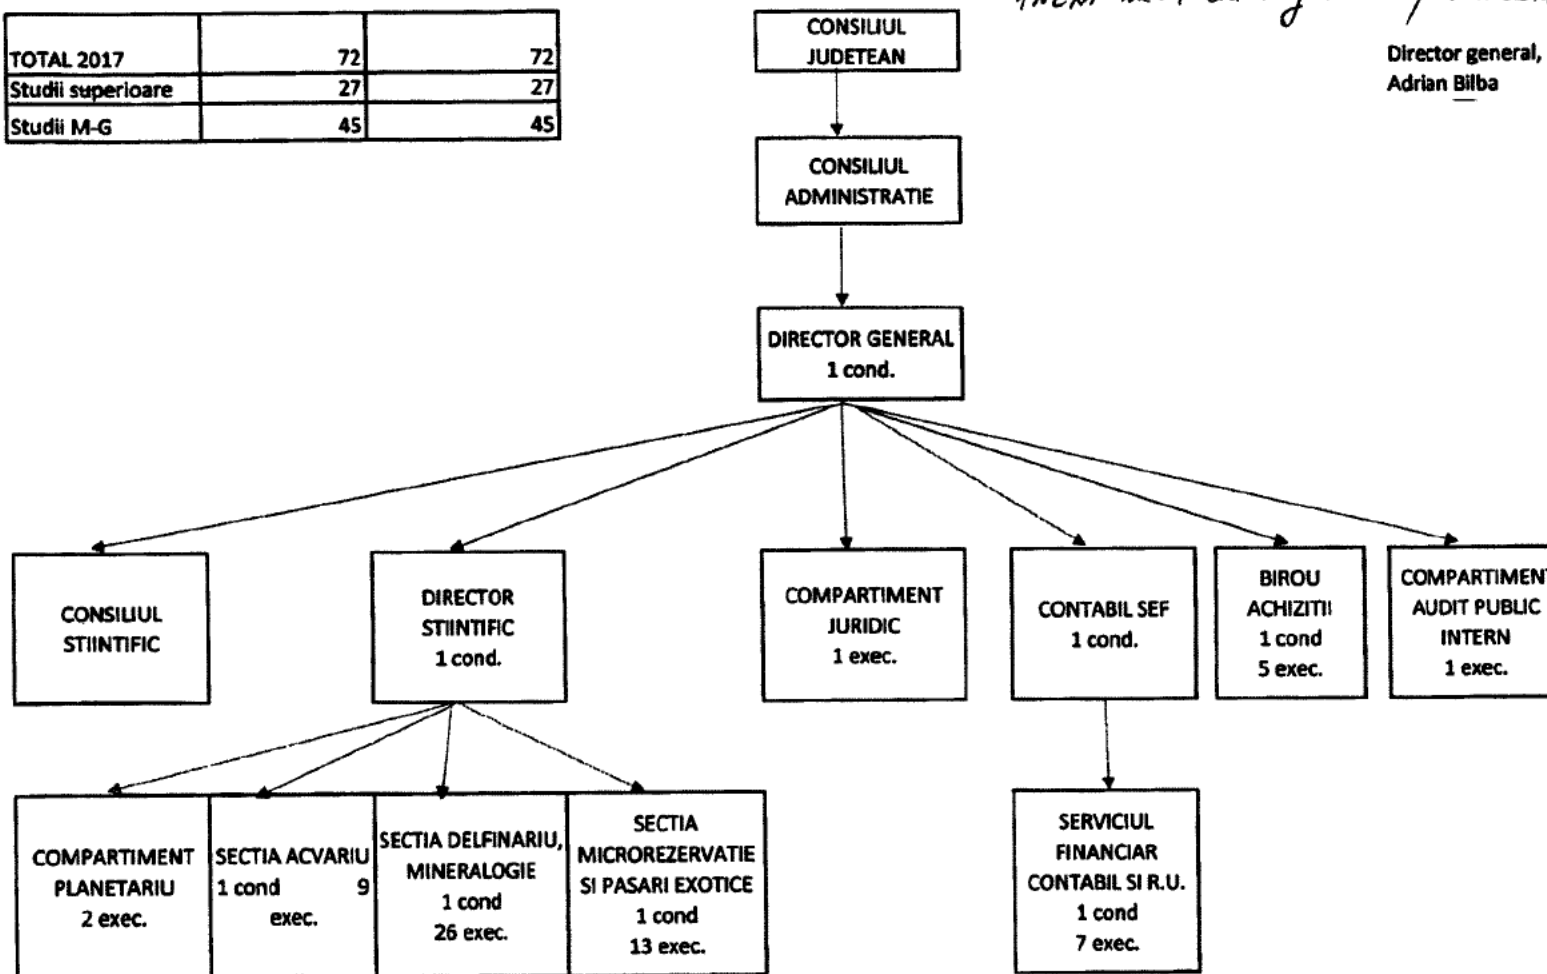 TOTAL 2017 72 72
Studii superioare 27 27
Studii M-G 45 45
CONSILIUL
JUDETEAN
Director general,
Adrian Bilba
CONSILIUL
ADMINISTRATIE
DIRECTOR GENERAL
1 cond.
CONSILIUL
STIINTIFIC
DIRECTOR
STIINTIFIC
1 cond.
COMPARTIMENT
JURIDIC
1 exec.
CONTABIL SEF
1 cond.
BIROU
ACHIZITII
1 cond
5 exec.
COMPARTIMENT
AUDIT PUBLIC
INTERN
1 exec.
COMPARTIMENT
PLANETARIU
2 exec.
SECTIA ACVARIU
1 cond 9
exec.
SECTIA DELFINARIU,
MINERALOGIE
1 cond
26 exec.
SECTIA
MICROREZERVATIE
SI PASARI EXOTICE
1 cond
13 exec.
SERVICIUL
FINANCIAR
CONTABIL SI R.U.
1 cond
7 exec.